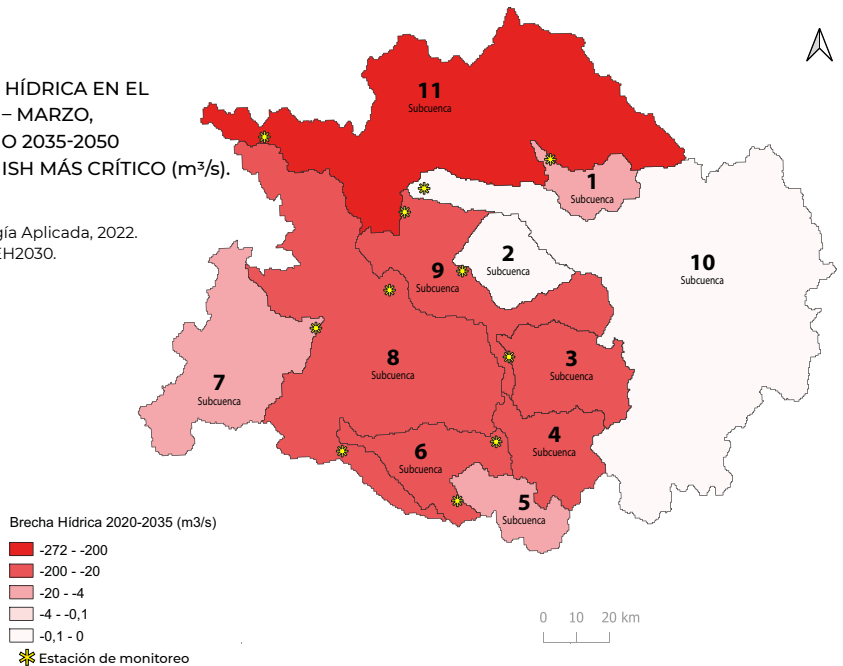 HÍDRICA EN EL
– MARZO,
O 2035-2050
ISH MÁS CRÍTICO (m³/s).
gía Aplicada, 2022.
EH2030.
11
Subcuenca
1
Subcuenca
2
Subcuenca
10
Subcuenca
9
Subcuenca
3
Subcuenca
8
Subcuenca
7
Subcuenca
4
Subcuenca
6
Subcuenca
5
Subcuenca
Brecha Hídrica 2020-2035 (m3/s)
-272 - -200
-200 - -20
-20 - -4
-4 - -0,1
-0,1 - 0
Estación de monitoreo
0 10 20 km